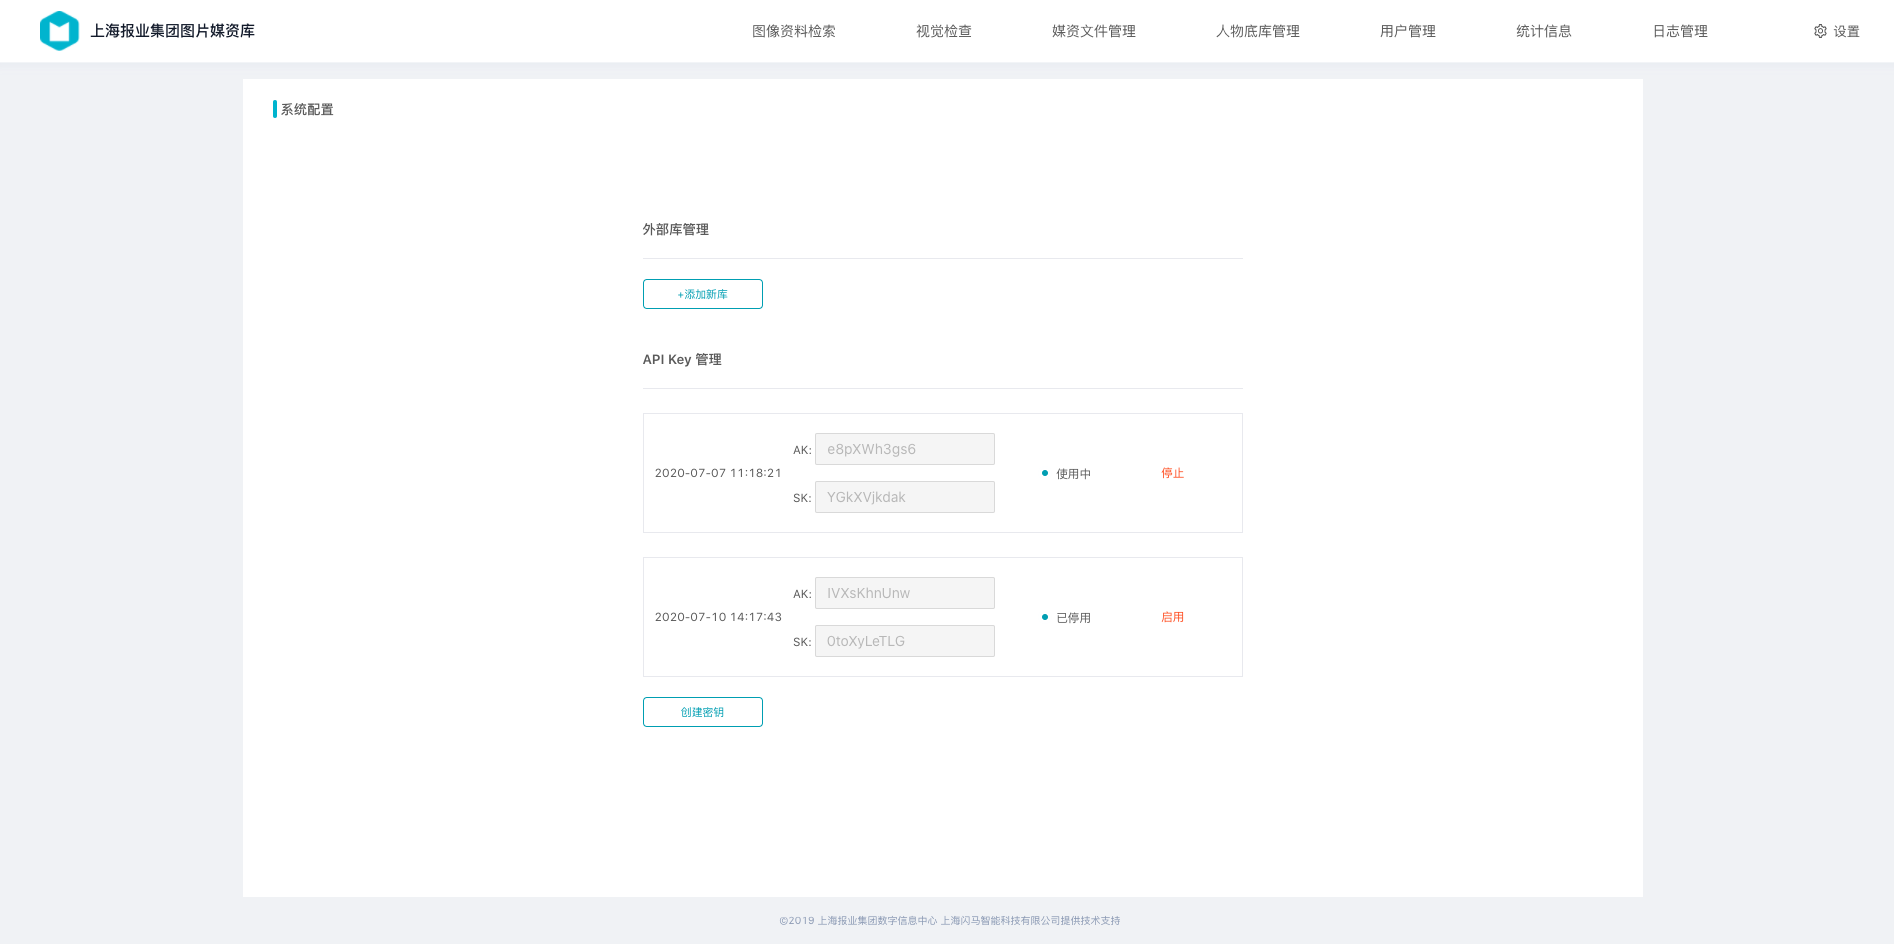 上海报业集团图片媒资库
图像资料检索 视觉检查 媒资文件管理 人物底库管理 用户管理 统计信息 日志管理 设置
系统配置
外部库管理
+添加新库
API Key 管理
AK: e8pXWh3gs6
2020-07-07 11:18:21 使用中 停止
SK: YGkXVjkdak
AK: IVXsKhnUnw
2020-07-10 14:17:43 已停用 启用
SK: 0toXyLeTLG
创建密钥
©2019 上海报业集团数字信息中心 上海闪马智能科技有限公司提供技术支持